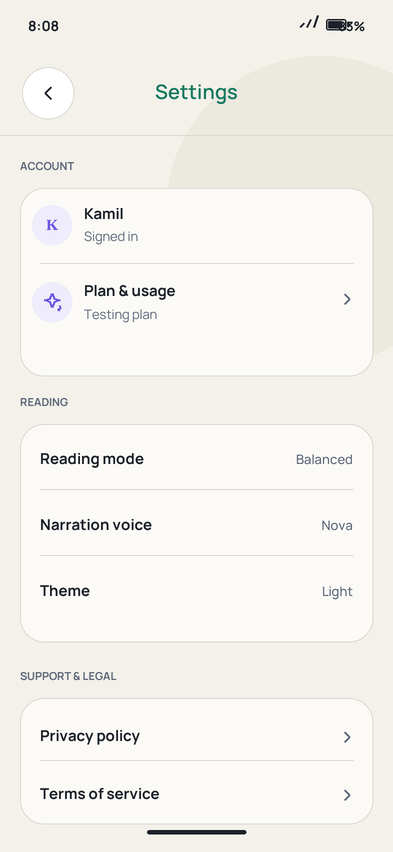 8:08
85%
Settings
ACCOUNT
K
Kamil
Signed in
Plan & usage
Testing plan
READING
Reading mode
Balanced
Narration voice
Nova
Theme
Light
SUPPORT & LEGAL
Privacy policy
Terms of service